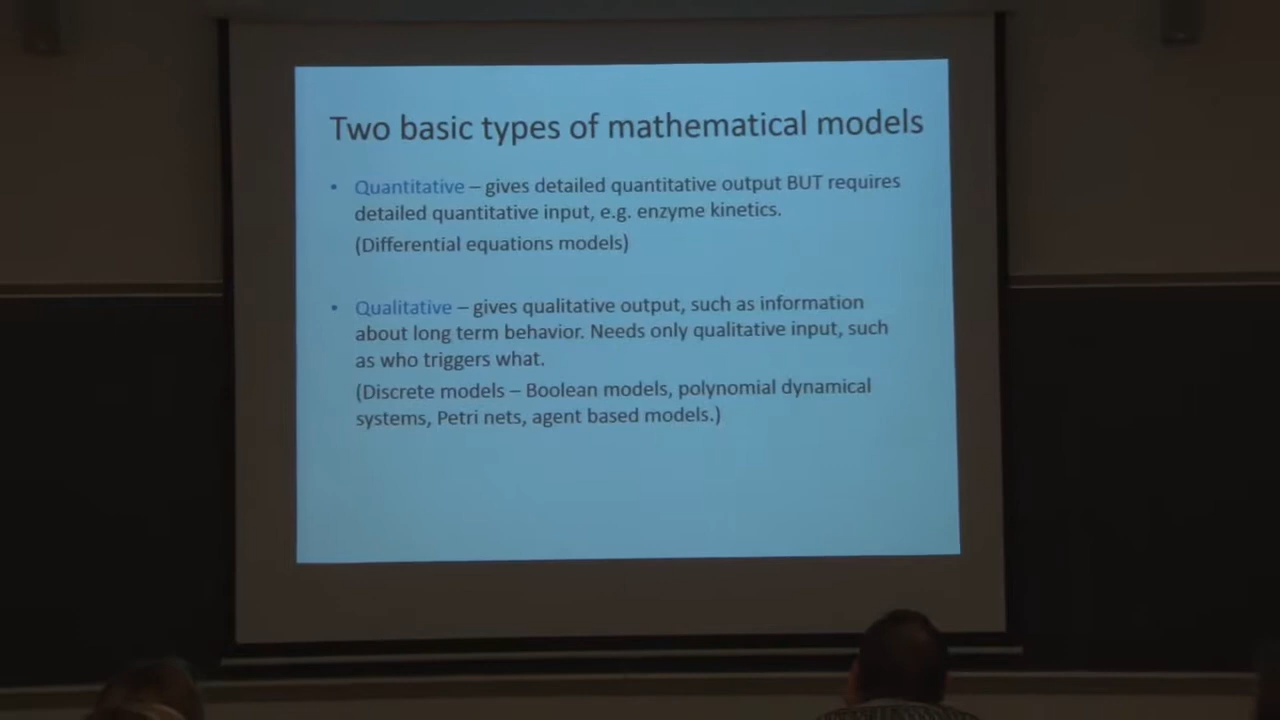 Two basic types of mathematical models
• Quantitative – gives detailed quantitative output BUT requires
detailed quantitative input, e.g. enzyme kinetics.
(Differential equations models)
• Qualitative – gives qualitative output, such as information
about long term behavior. Needs only qualitative input, such
as who triggers what.
(Discrete models – Boolean models, polynomial dynamical
systems, Petri nets, agent based models.)